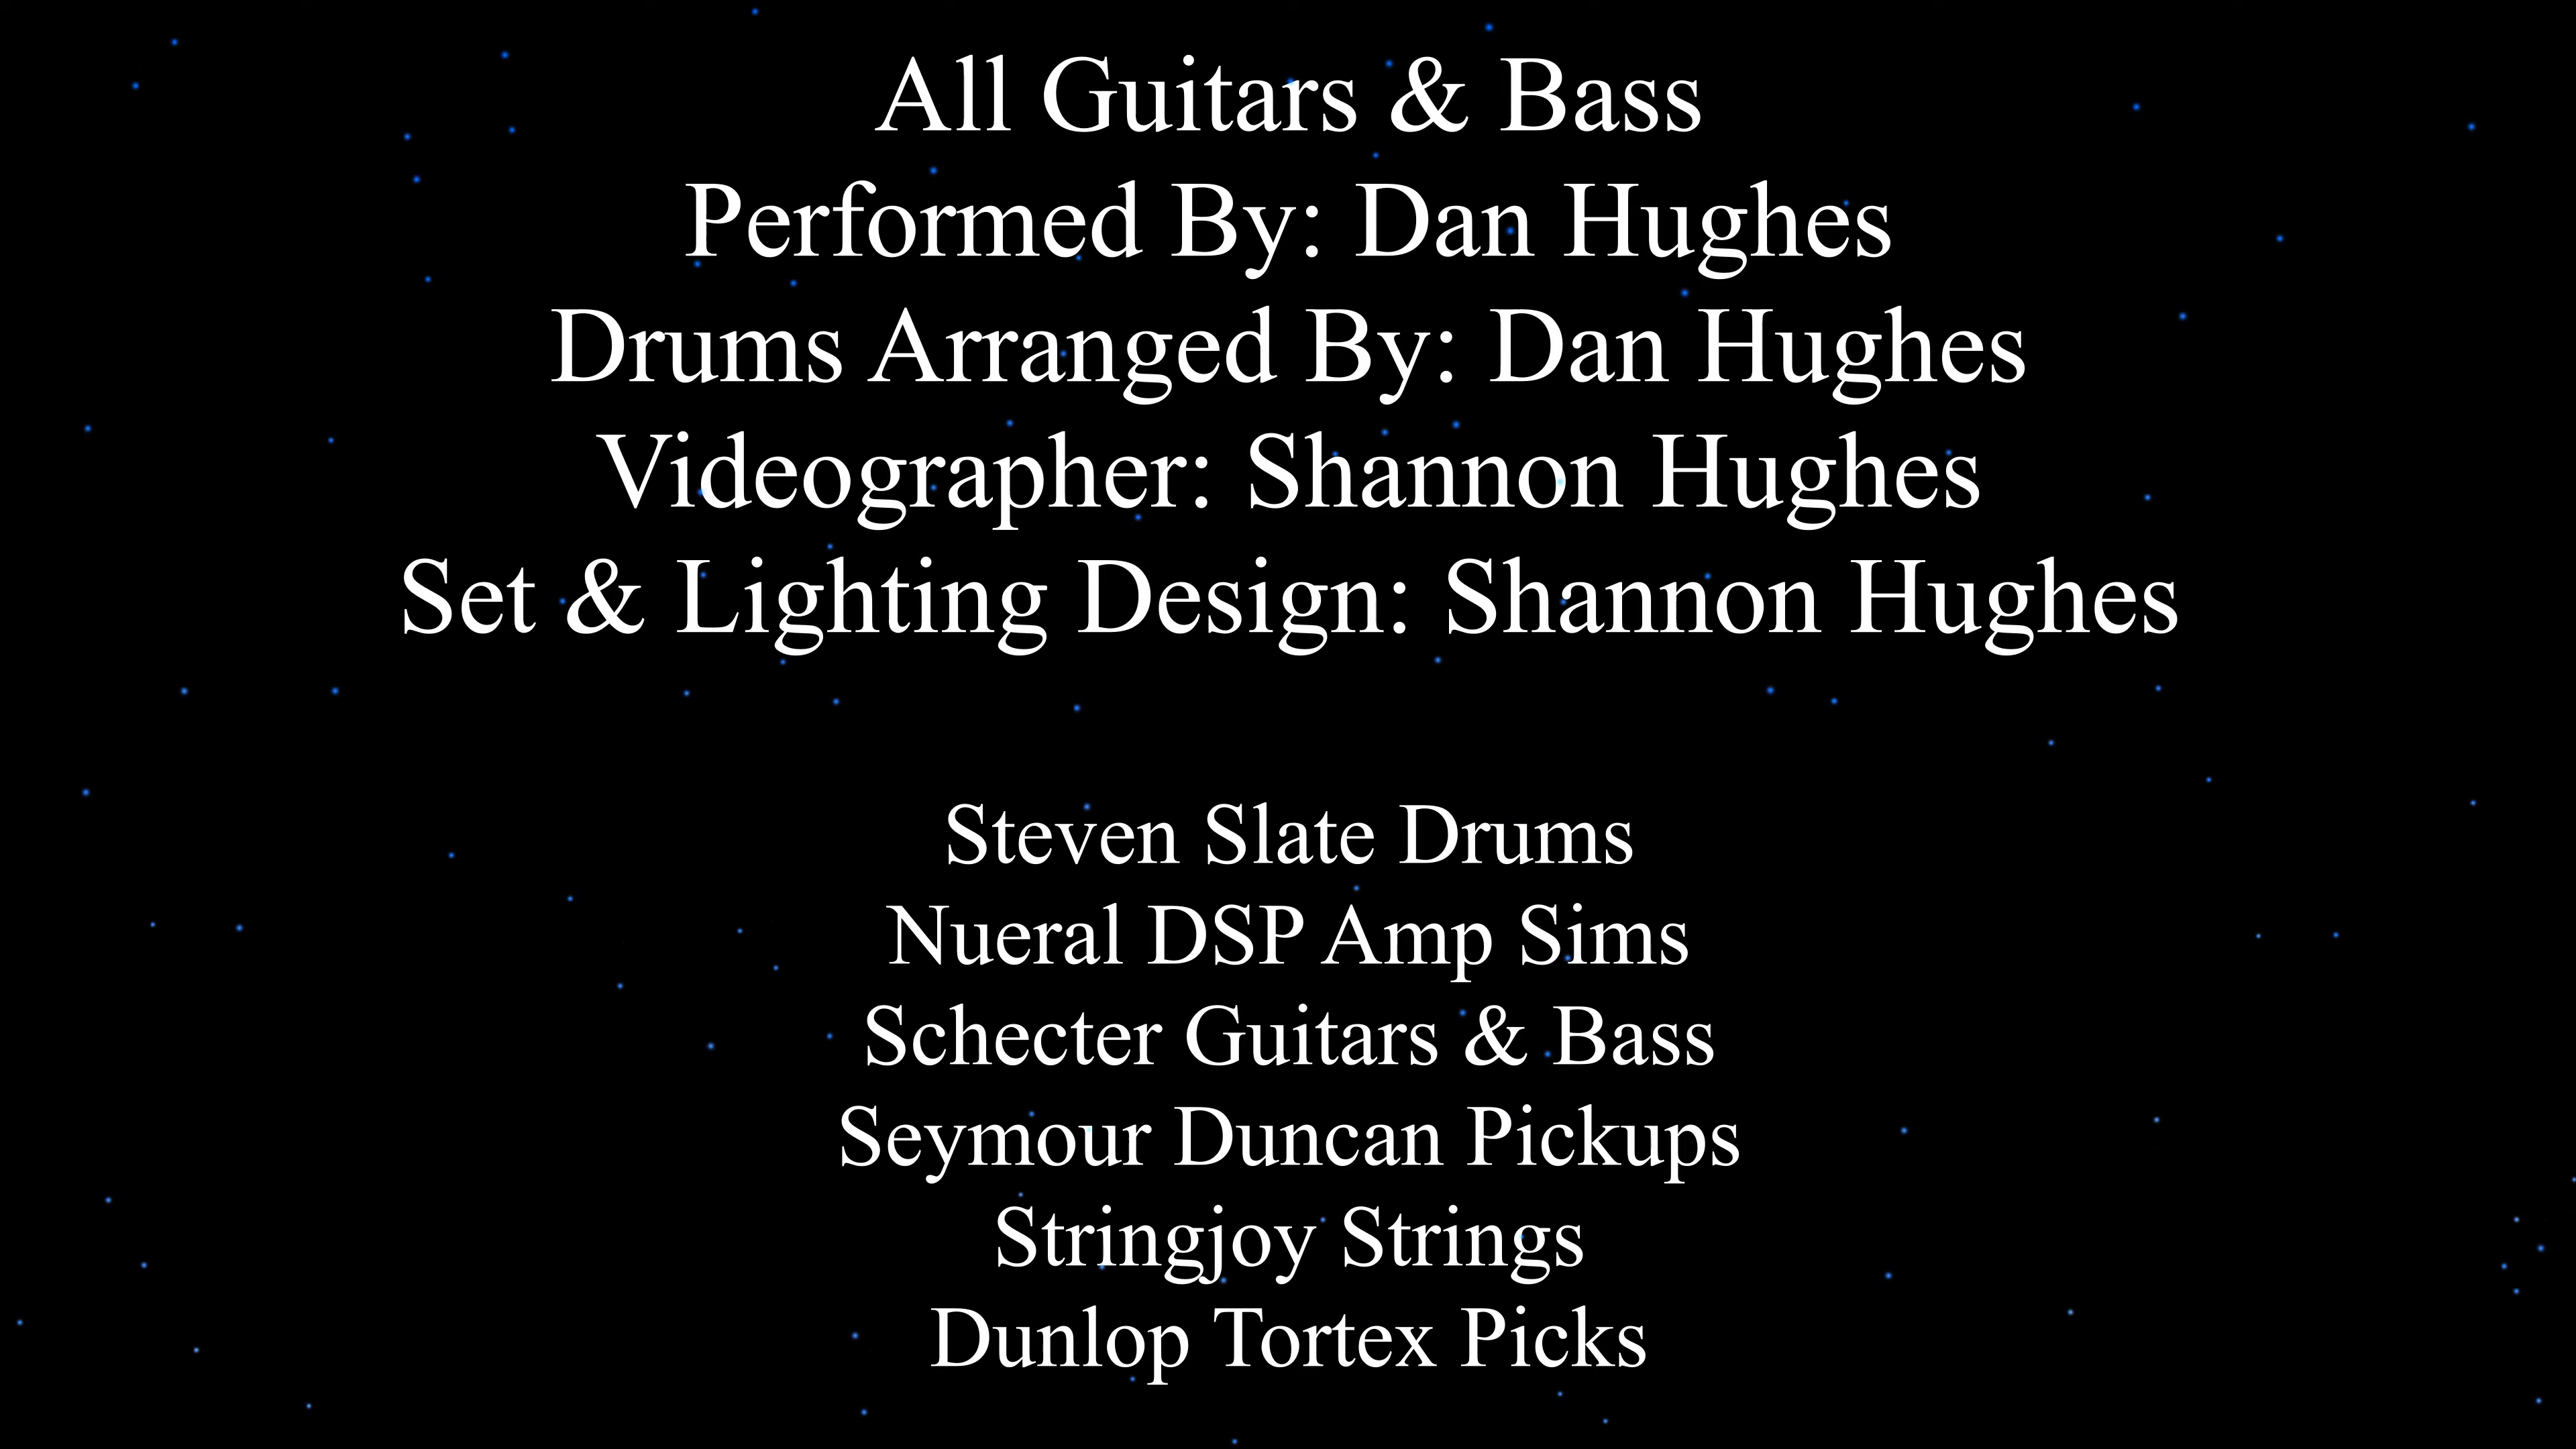 All Guitars & Bass
Performed By: Dan Hughes
Drums Arranged By: Dan Hughes
Videographer: Shannon Hughes
Set & Lighting Design: Shannon Hughes
Steven Slate Drums
Nueral DSP Amp Sims
Schecter Guitars & Bass
Seymour Duncan Pickups
Stringjoy Strings
Dunlop Tortex Picks